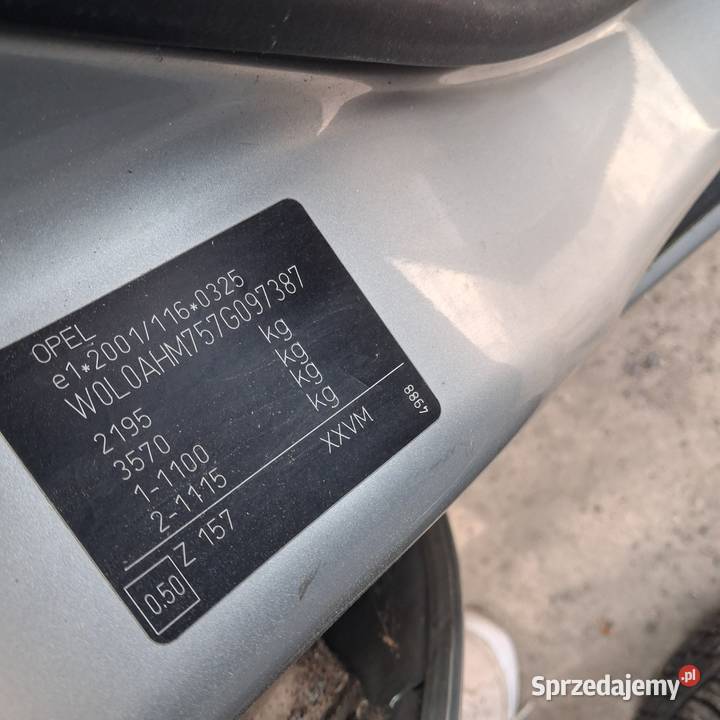 OPEL
e1*2001/116*0325
W0L0AHM757G097387
2195 kg
3570 kg
1-1100 kg
2-1115 kg
0.50 Z 157 XXVM
8867
Sprzedajemy.pl